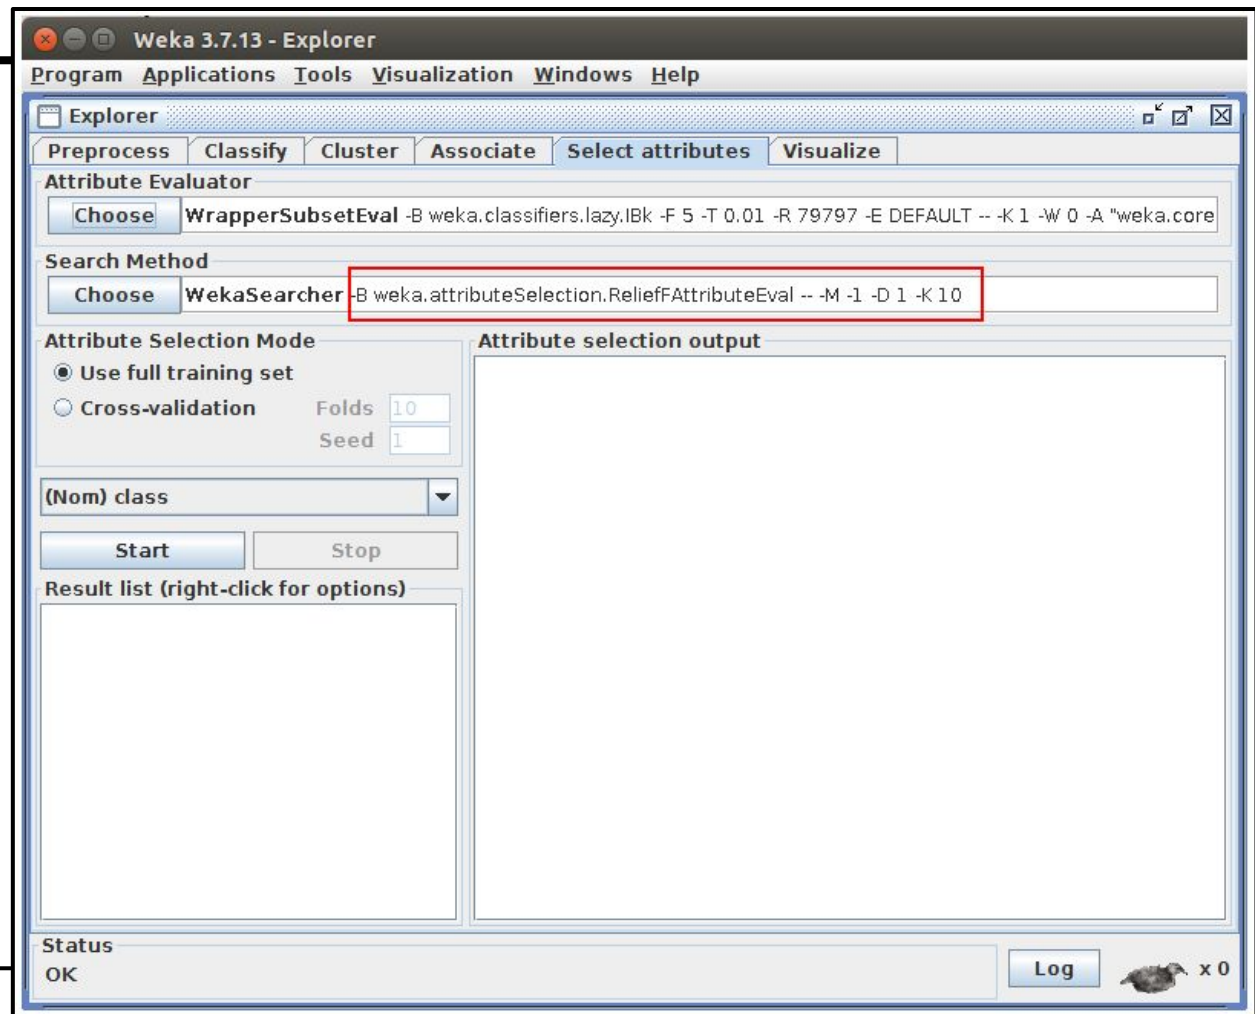 Weka 3.7.13 - Explorer
Program Applications Tools Visualization Windows Help
Explorer
Preprocess Classify Cluster Associate Select attributes Visualize
Attribute Evaluator
Choose WrapperSubsetEval -B weka.classifiers.lazy.IBk -F 5 -T 0.01 -R 79797 -E DEFAULT -- -K 1 -W 0 -A "weka.core
Search Method
Choose WekaSearcher -B weka.attributeSelection.ReliefFAttributeEval -- -M -1 -D 1 -K 10
Attribute Selection Mode
Use full training set
Cross-validation Folds 10
Seed 1
(Nom) class
Start Stop
Result list (right-click for options)
Attribute selection output
Status
OK
Log x 0